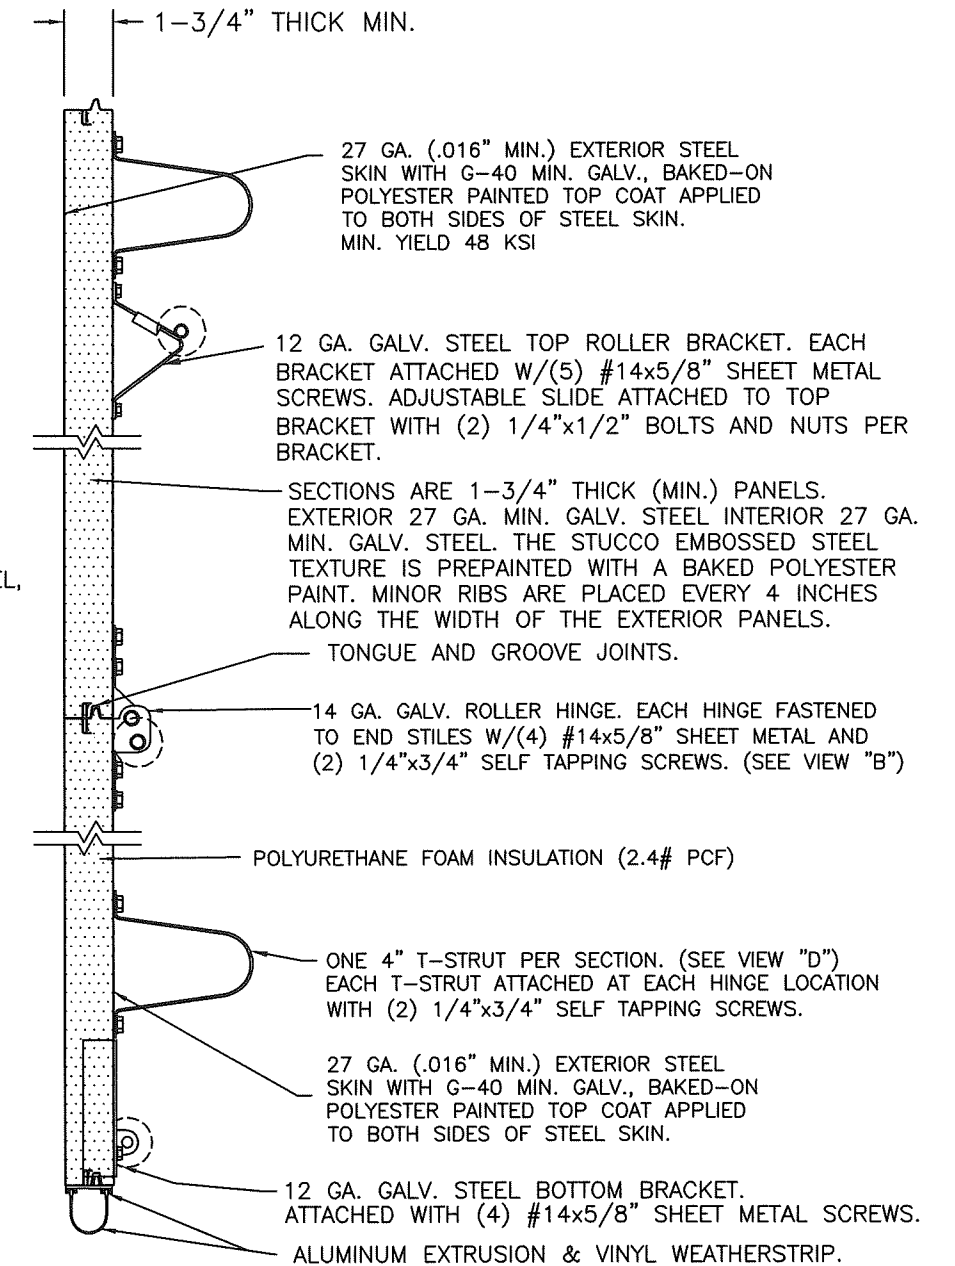 1-3/4" THICK MIN.
27 GA. (.016" MIN.) EXTERIOR STEEL
SKIN WITH G-40 MIN. GALV., BAKED-ON
POLYESTER PAINTED TOP COAT APPLIED
TO BOTH SIDES OF STEEL SKIN.
MIN. YIELD 48 KSI
12 GA. GALV. STEEL TOP ROLLER BRACKET. EACH
BRACKET ATTACHED W/(5) #14x5/8" SHEET METAL
SCREWS. ADJUSTABLE SLIDE ATTACHED TO TOP
BRACKET WITH (2) 1/4"x1/2" BOLTS AND NUTS PER
BRACKET.
SECTIONS ARE 1-3/4" THICK (MIN.) PANELS.
EXTERIOR 27 GA. MIN. GALV. STEEL INTERIOR 27 GA.
MIN. GALV. STEEL. THE STUCCO EMBOSSED STEEL
TEXTURE IS PREPAINTED WITH A BAKED POLYESTER
PAINT. MINOR RIBS ARE PLACED EVERY 4 INCHES
ALONG THE WIDTH OF THE EXTERIOR PANELS.
EL,
TONGUE AND GROOVE JOINTS.
14 GA. GALV. ROLLER HINGE. EACH HINGE FASTENED
TO END STILES W/(4) #14x5/8" SHEET METAL AND
(2) 1/4"x3/4" SELF TAPPING SCREWS. (SEE VIEW "B")
POLYURETHANE FOAM INSULATION (2.4# PCF)
ONE 4" T-STRUT PER SECTION. (SEE VIEW "D")
EACH T-STRUT ATTACHED AT EACH HINGE LOCATION
WITH (2) 1/4"x3/4" SELF TAPPING SCREWS.
27 GA. (.016" MIN.) EXTERIOR STEEL
SKIN WITH G-40 MIN. GALV., BAKED-ON
POLYESTER PAINTED TOP COAT APPLIED
TO BOTH SIDES OF STEEL SKIN.
12 GA. GALV. STEEL BOTTOM BRACKET.
ATTACHED WITH (4) #14x5/8" SHEET METAL SCREWS.
ALUMINUM EXTRUSION & VINYL WEATHERSTRIP.